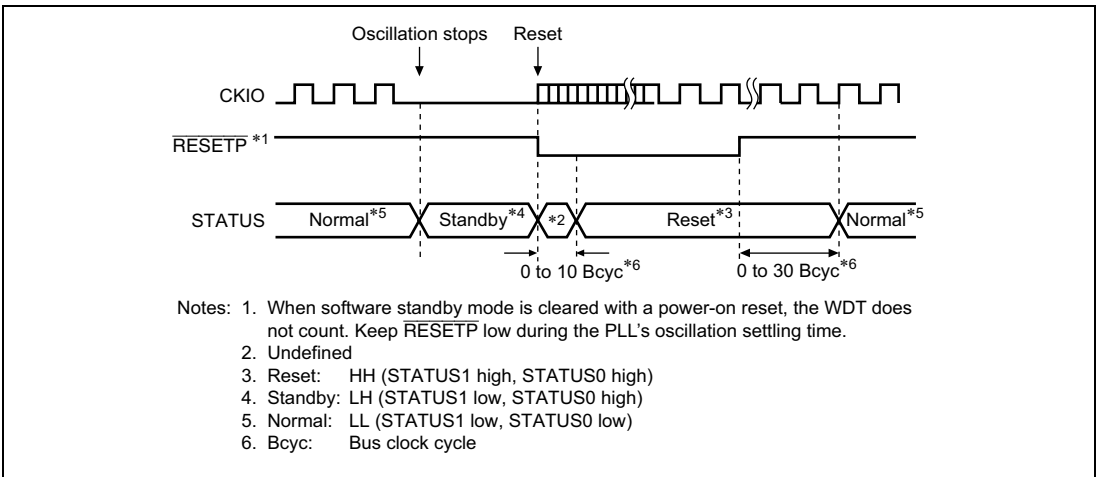 Oscillation stops Reset
CKIO
RESETP *1
STATUS Normal*5 Standby*4 *2 Reset*3 Normal*5
0 to 10 Bcyc*6 0 to 30 Bcyc*6
Notes: 1. When software standby mode is cleared with a power-on reset, the WDT does
not count. Keep RESETP low during the PLL's oscillation settling time.
2. Undefined
3. Reset: HH (STATUS1 high, STATUS0 high)
4. Standby: LH (STATUS1 low, STATUS0 high)
5. Normal: LL (STATUS1 low, STATUS0 low)
6. Bcyc: Bus clock cycle